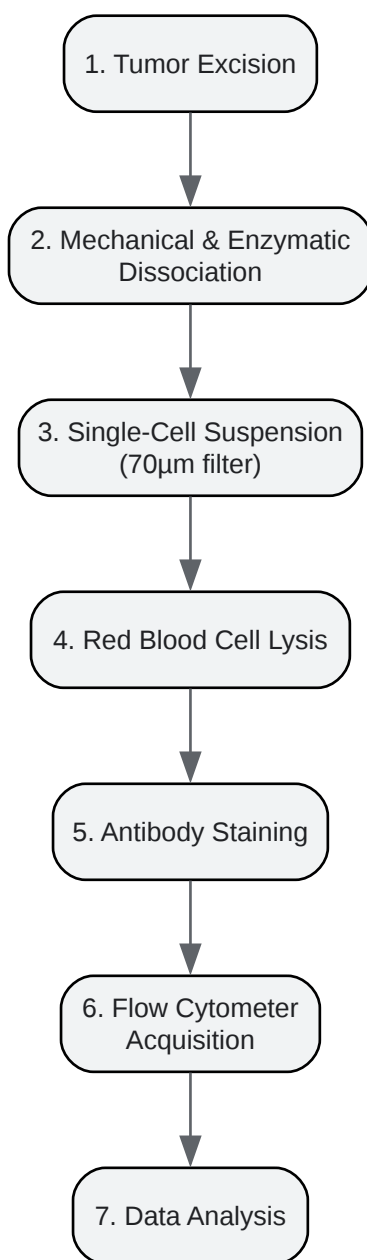 1. Tumor Excision
2. Mechanical & Enzymatic
Dissociation
3. Single-Cell Suspension
(70µm filter)
4. Red Blood Cell Lysis
5. Antibody Staining
6. Flow Cytometer
Acquisition
7. Data Analysis